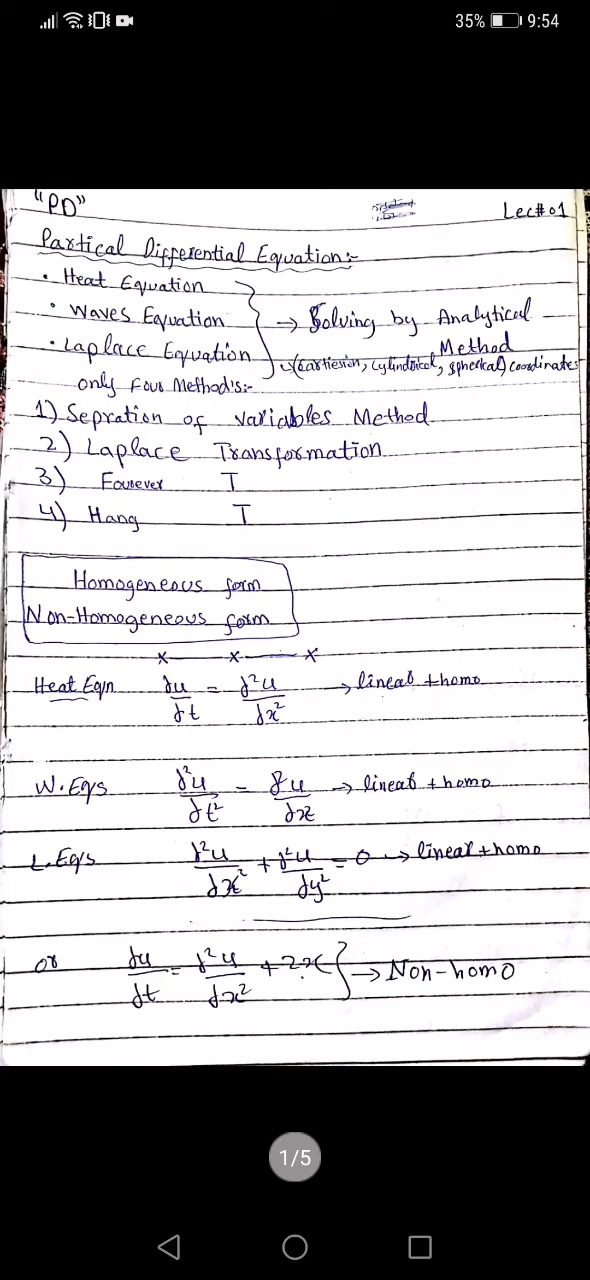 35% 9:54
"PD" Lec#01
Partical Differential Equation:-
• Heat Equation
• Waves Equation → Solving by Analytical
• Laplace Equation Method
(cartiesion, cylindrical, spherical) coordinates
only Four Method's:-
1) Sepration of variables Method
2) Laplace Transformation
3) Fourever T
4) Hang T
Homogeneous form
Non-Homogeneous form
x x x
Heat Eqn ∂u/∂t = ∂²u/∂x² → linear + homo
W.Eqs ∂²u/∂t² = ∂u/∂x → linear + homo
L.Eqs ∂²u/∂x² + ∂²u/∂y² = 0 → linear + homo
or ∂u/∂t = ∂²u/∂x² + 2x } → Non-homo
1/5